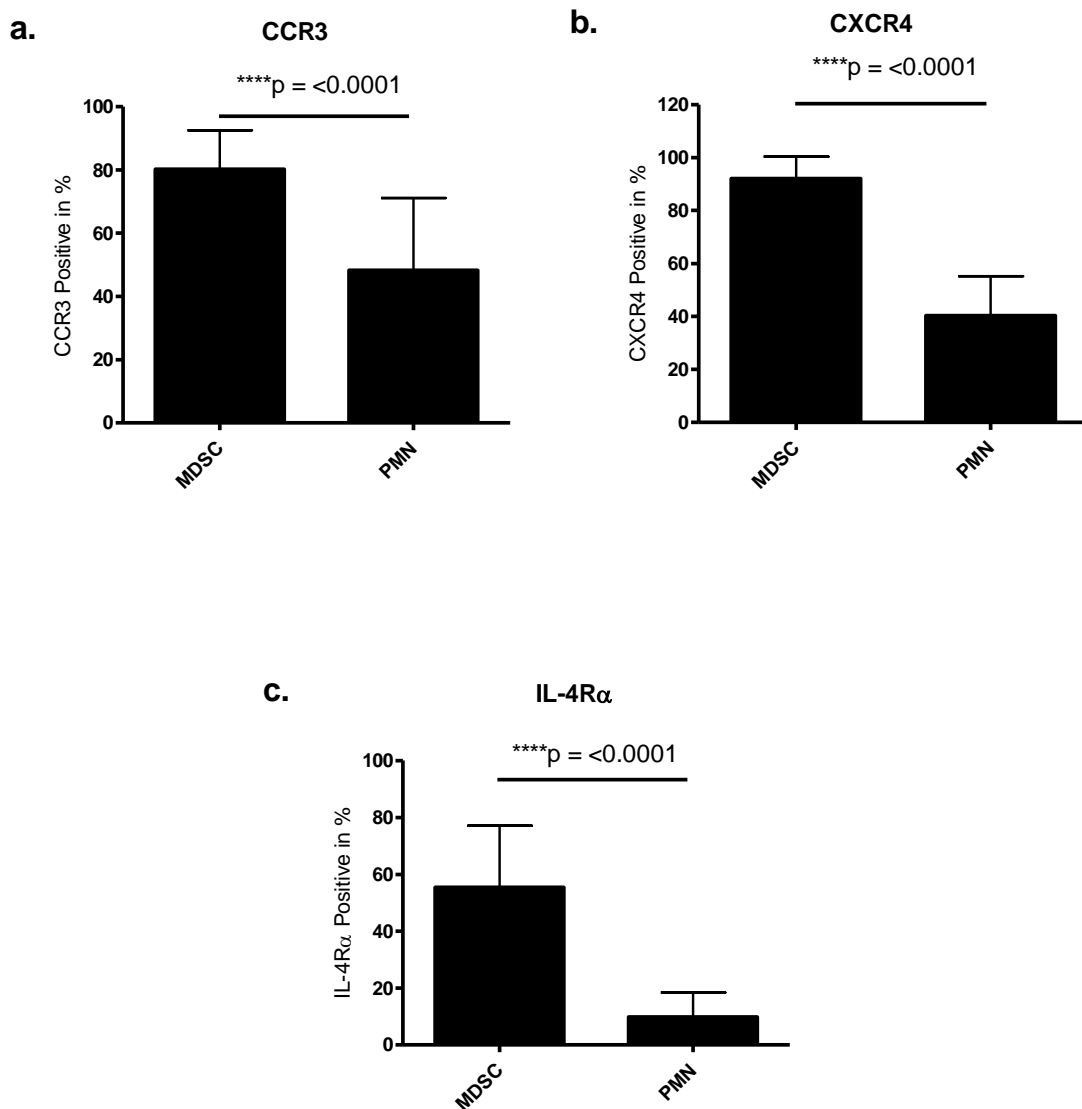 a.
CCR3
****p = <0.0001
CCR3 Positive in %
100
80
60
40
20
0
MDSC
PMN
b.
CXCR4
****p = <0.0001
CXCR4 Positive in %
120
100
80
60
40
20
0
MDSC
PMN
c.
IL-4Rα
****p = <0.0001
IL-4Rα Positive in %
100
80
60
40
20
0
MDSC
PMN